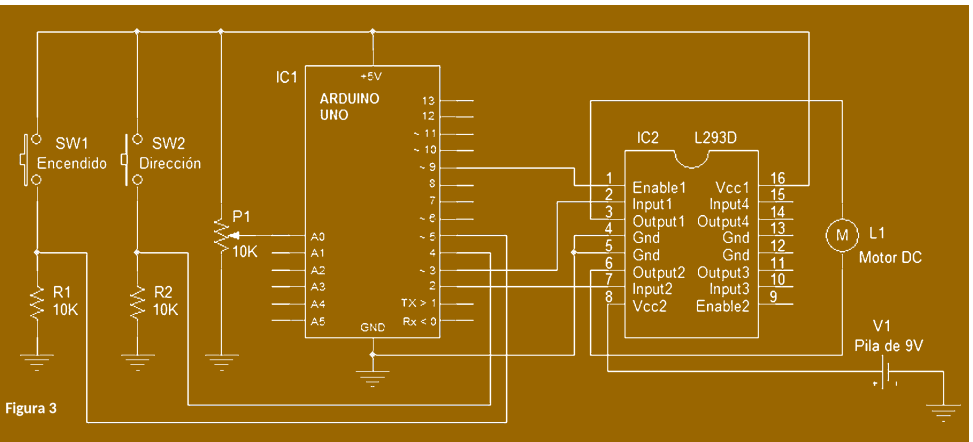 IC1
+5V
ARDUINO
UNO
13
12
~ 11
~ 10
~ 9
8
7
~ 6
~ 5
4
~ 3
2
TX > 1
Rx < 0
A0
A1
A2
A3
A4
A5
GND
SW1
Encendido
SW2
Dirección
P1
10K
R1
10K
R2
10K
IC2
L293D
1
2
3
4
5
6
7
8
Enable1
Input1
Output1
Gnd
Gnd
Output2
Input2
Vcc2
Vcc1
Input4
Output4
Gnd
Gnd
Output3
Input3
Enable2
16
15
14
13
12
11
10
9
M
L1
Motor DC
V1
Pila de 9V
+
-
Figura 3